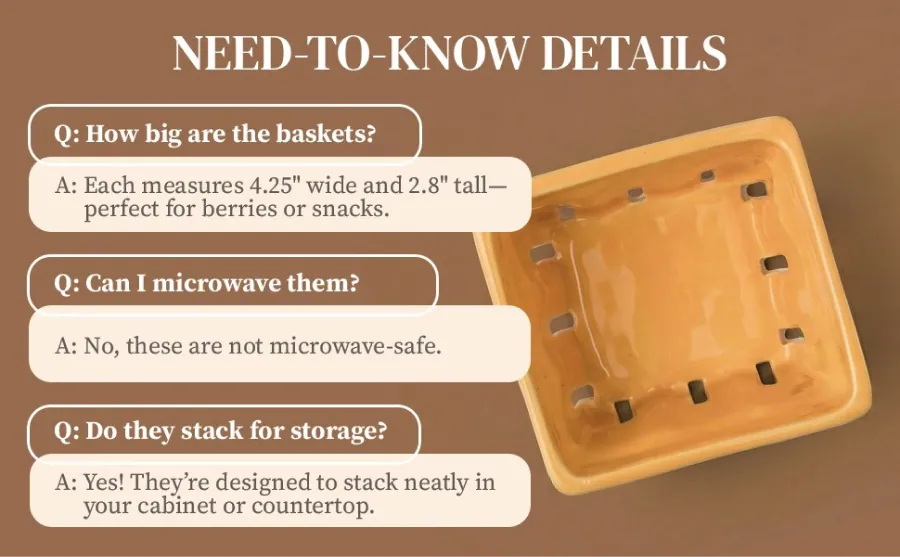 NEED-TO-KNOW DETAILS
Q: How big are the baskets?
A: Each measures 4.25" wide and 2.8" tall—
perfect for berries or snacks.
Q: Can I microwave them?
A: No, these are not microwave-safe.
Q: Do they stack for storage?
A: Yes! They’re designed to stack neatly in
your cabinet or countertop.